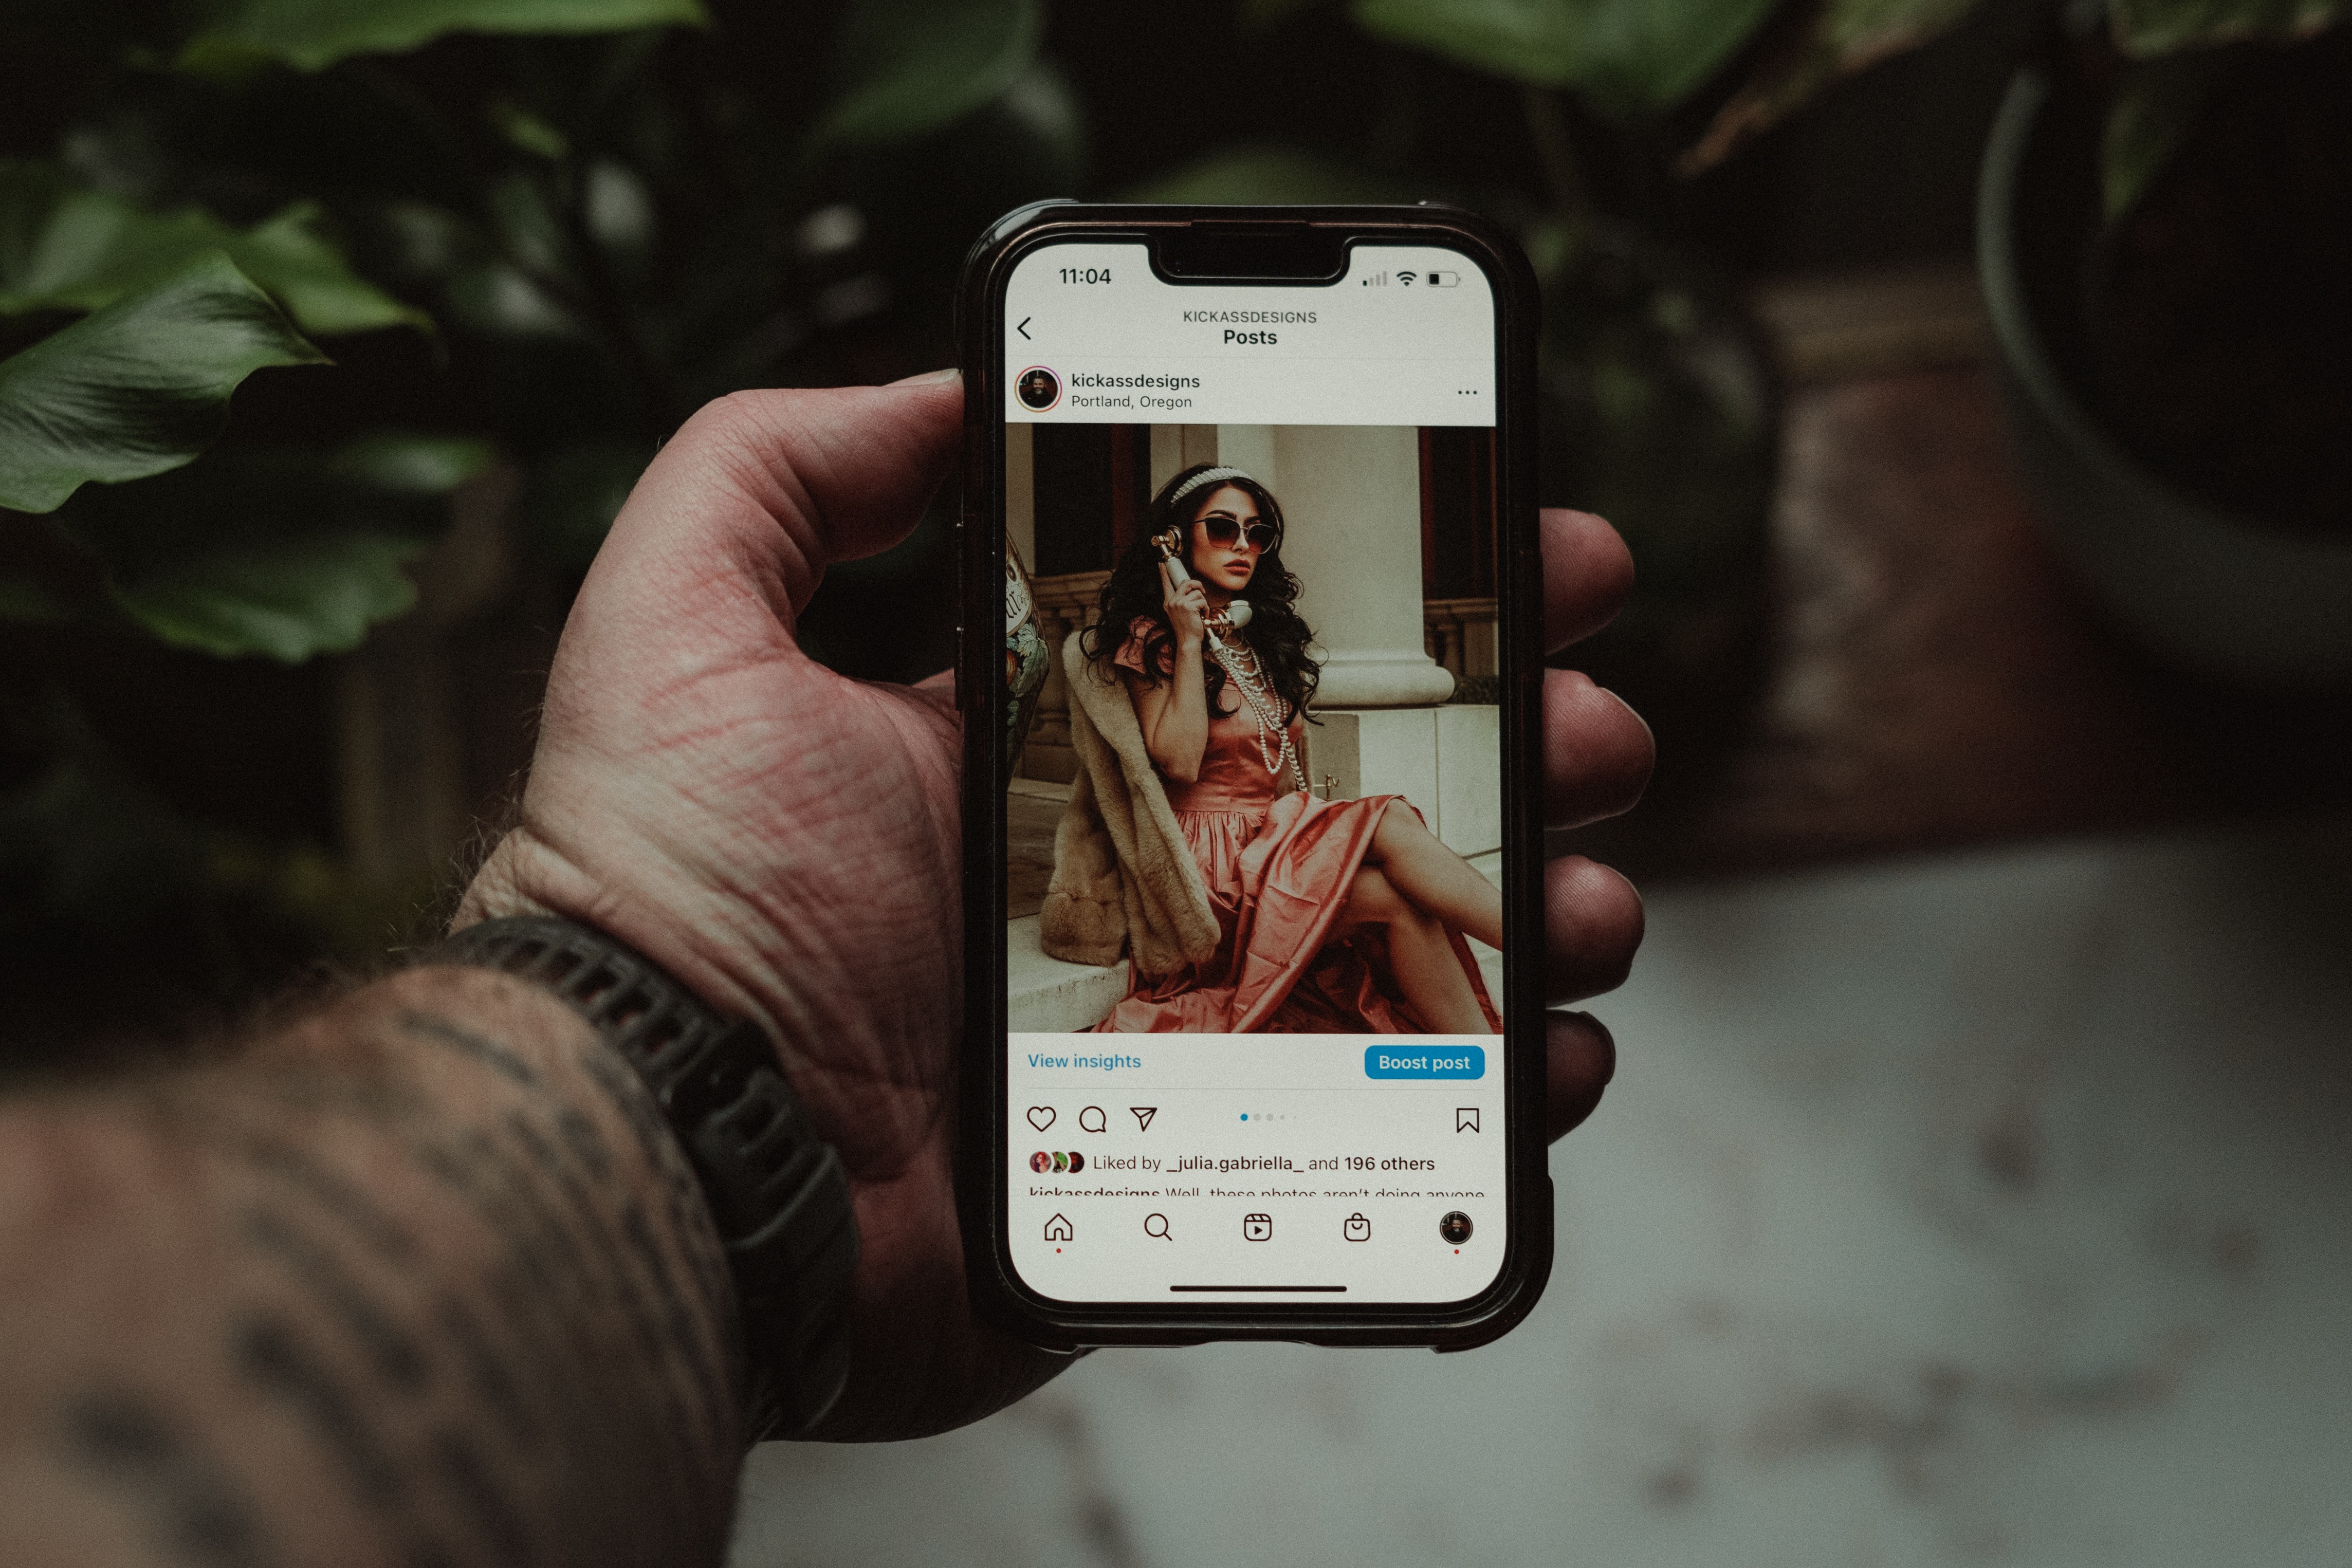 11:04
KICKASSDESIGNS
Posts
kickassdesigns
Portland, Oregon
View insights
Boost post
Liked by _julia.gabriella_ and 196 others
kickassdesigns Well, these photos aren't doing anyone